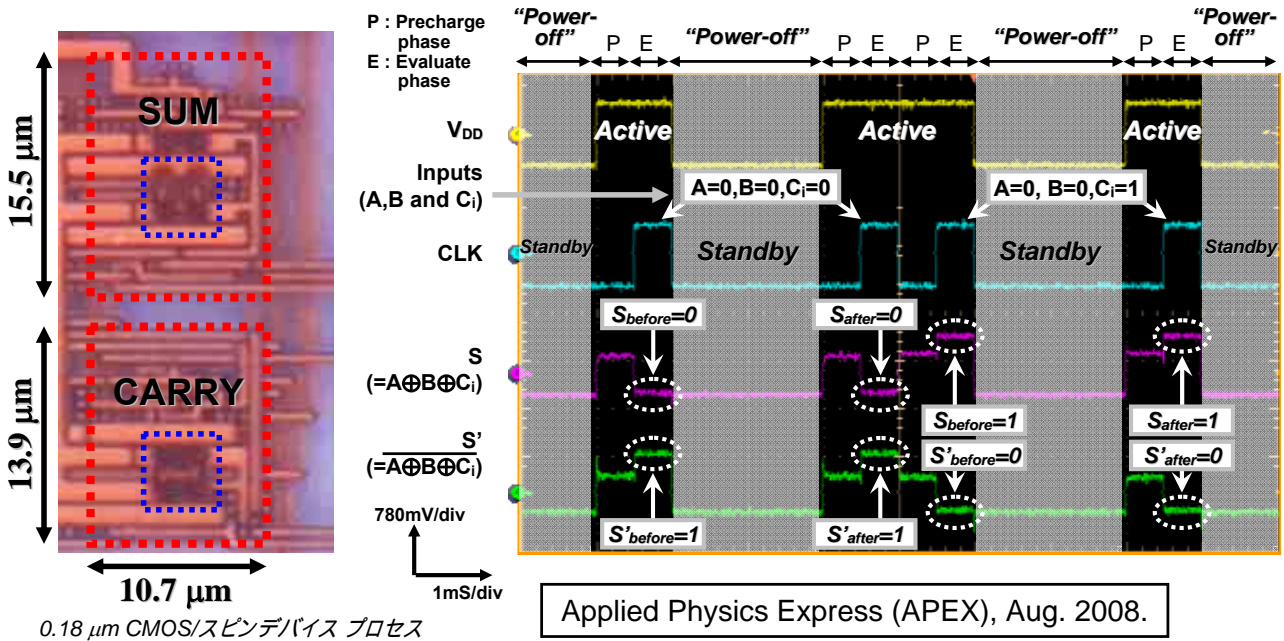 P : Precharge
phase
E : Evaluate
phase
"Power-
off"
P E
"Power-off"
P E P E
"Power-off"
P E
"Power-
off"
SUM
CARRY
15.5 μm
13.9 μm
10.7 μm
0.18 μm CMOS/スピンデバイス プロセス
VDD
Active
Active
Active
Inputs
(A,B and Ci)
A=0,B=0,Ci=0
A=0, B=0,Ci=1
CLK
Standby
Standby
Standby
Standby
Sbefore=0
Safter=0
S
(=A⊕B⊕Ci)
Sbefore=1
Safter=1
S'
(=A⊕B⊕Ci)
S'before=0
S'after=0
S'before=1
S'after=1
780mV/div
1mS/div
Applied Physics Express (APEX), Aug. 2008.